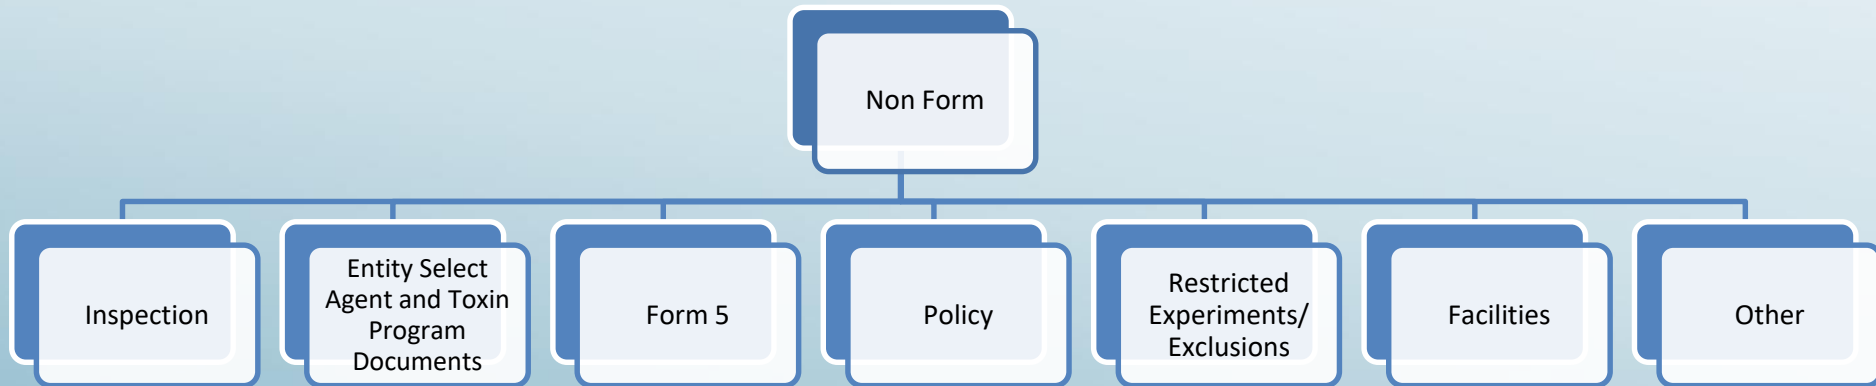 Non Form
Inspection
Entity Select
Agent and Toxin
Program
Documents
Form 5
Policy
Restricted
Experiments/
Exclusions
Facilities
Other